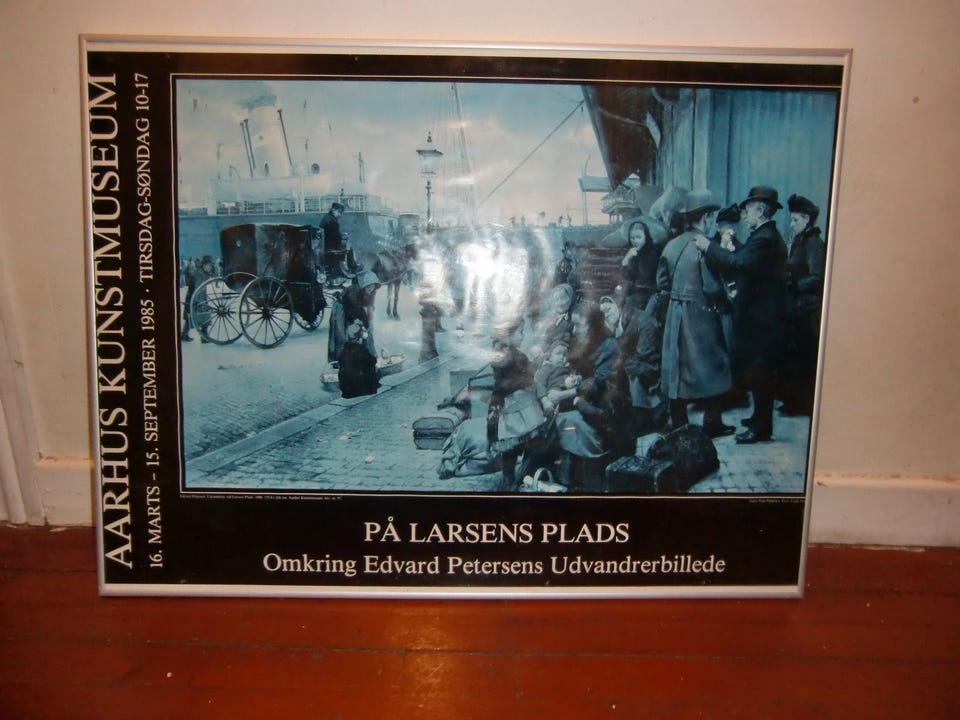 AARHUS KUNSTMUSEUM
16. MARTS – 15. SEPTEMBER 1985 · TIRSDAG-SØNDAG 10-17
PÅ LARSENS PLADS
Omkring Edvard Petersens Udvandrerbillede